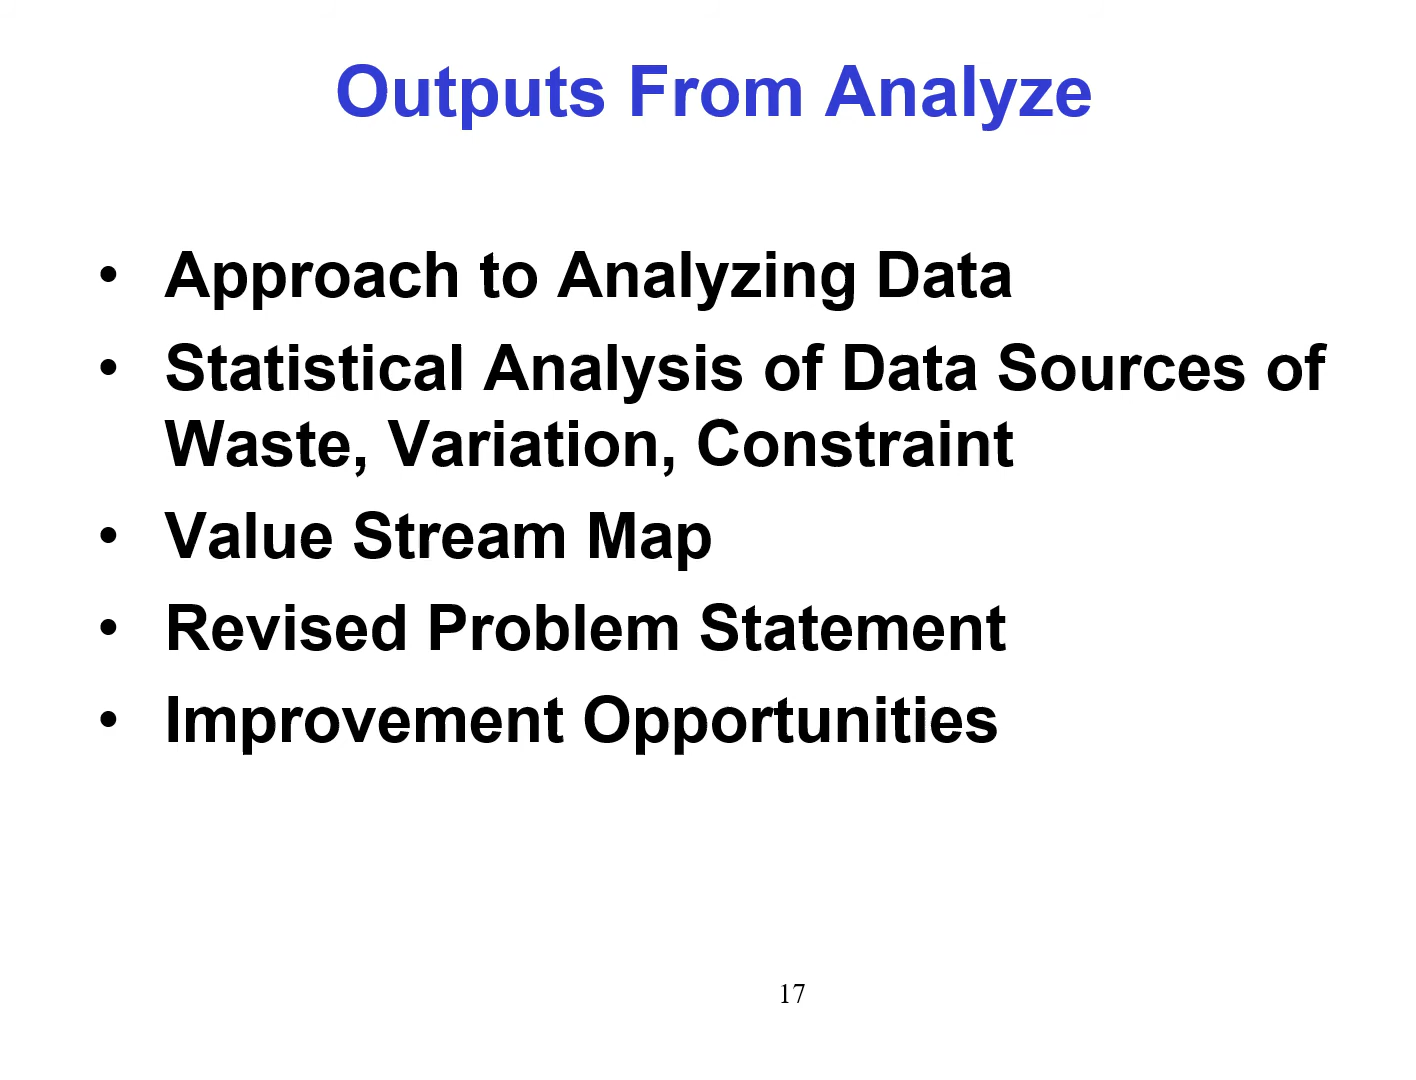 Outputs From Analyze
• Approach to Analyzing Data
• Statistical Analysis of Data Sources of
Waste, Variation, Constraint
• Value Stream Map
• Revised Problem Statement
• Improvement Opportunities
17